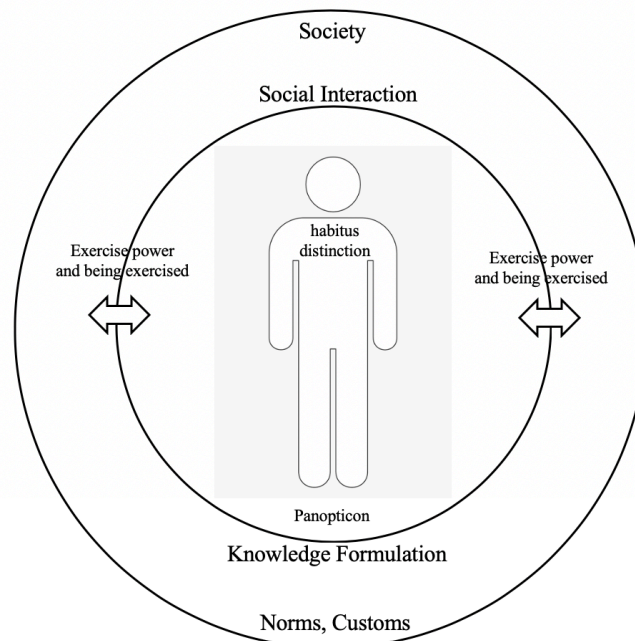 Society
Social Interaction
habitus
distinction
Exercise power
and being exercised
Exercise power
and being exercised
Panopticon
Knowledge Formulation
Norms, Customs